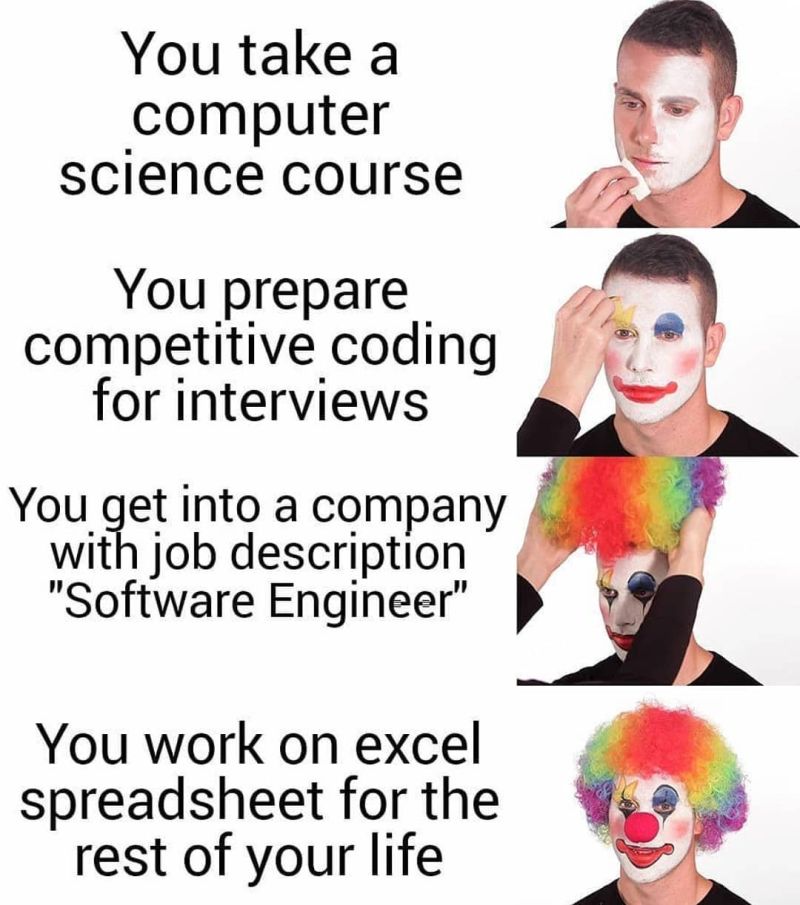 You take a
computer
science course
You prepare
competitive coding
for interviews
You get into a company
with job description
"Software Engineer"
You work on excel
spreadsheet for the
rest of your life